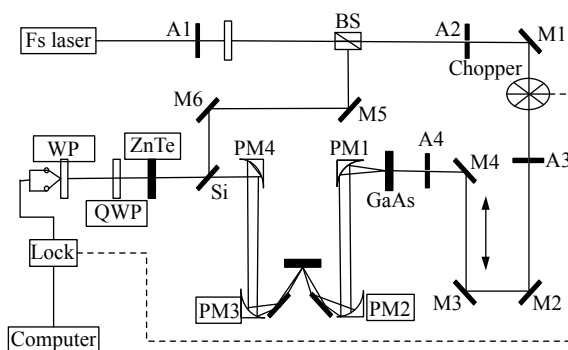 Fs laser
A1
BS
A2
M1
Chopper
M6
M5
WP
ZnTe
PM4
PM1
A4
M4
A3
QWP
Si
GaAs
Lock
PM3
PM2
M3
M2
Computer